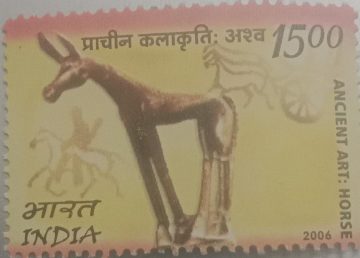 प्राचीन कलाकृति: अश्व 1500
ANCIENT ART: HORSE
भारत
INDIA
2006